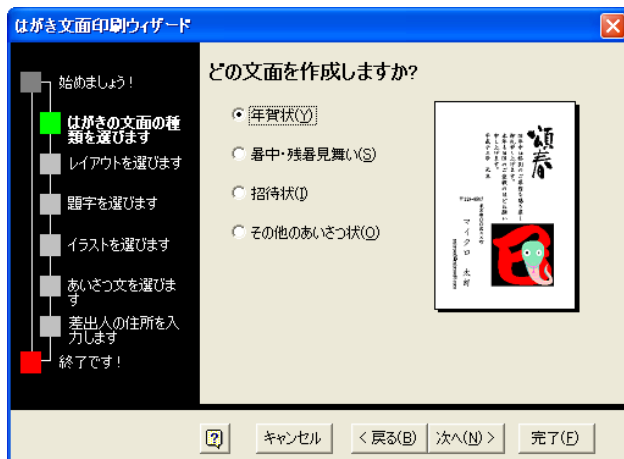 はがき文面印刷ウィザード
始めましょう!
はがきの文面の種
類を選びます
レイアウトを選びます
題字を選びます
イラストを選びます
あいさつ文を選びま
す
差出人の住所を入
力します
終了です!
どの文面を作成しますか?
年賀状(Y)
暑中・残暑見舞い(S)
招待状(I)
その他のあいさつ状(O)
頌春
マイクロ 太郎
キャンセル
< 戻る(B)
次へ(N) >
完了(F)